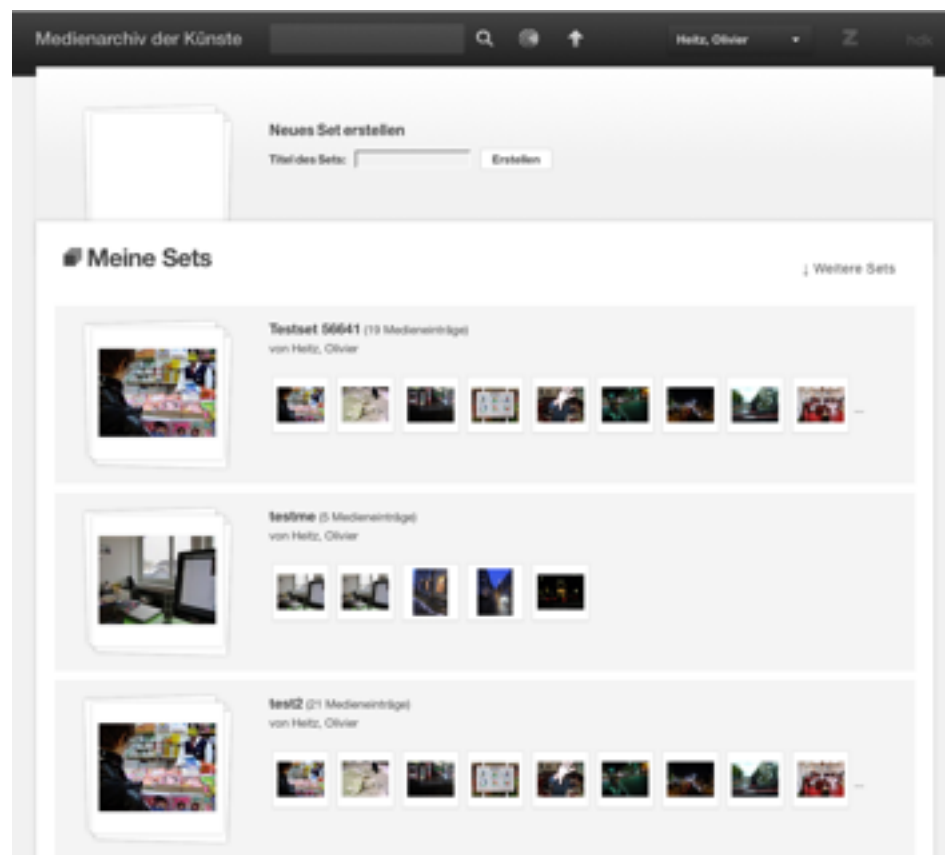 Medienarchiv der Künste
Heitz, Olivier
Z
hdk
Neues Set erstellen
Titel des Sets:
Erstellen
Meine Sets
↓ Weitere Sets
Testset 56641 (19 Medieneinträge)
von Heitz, Olivier
...
testme (5 Medieneinträge)
von Heitz, Olivier
test2 (21 Medieneinträge)
von Heitz, Olivier
...